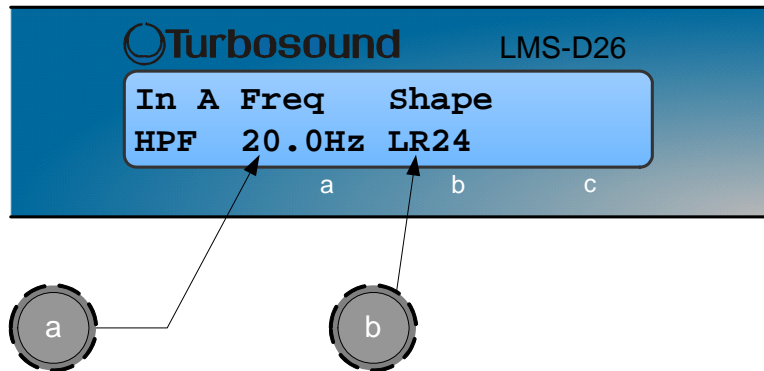 Turbosound LMS-D26
In A Freq Shape
HPF 20.0Hz LR24
a b c
a b